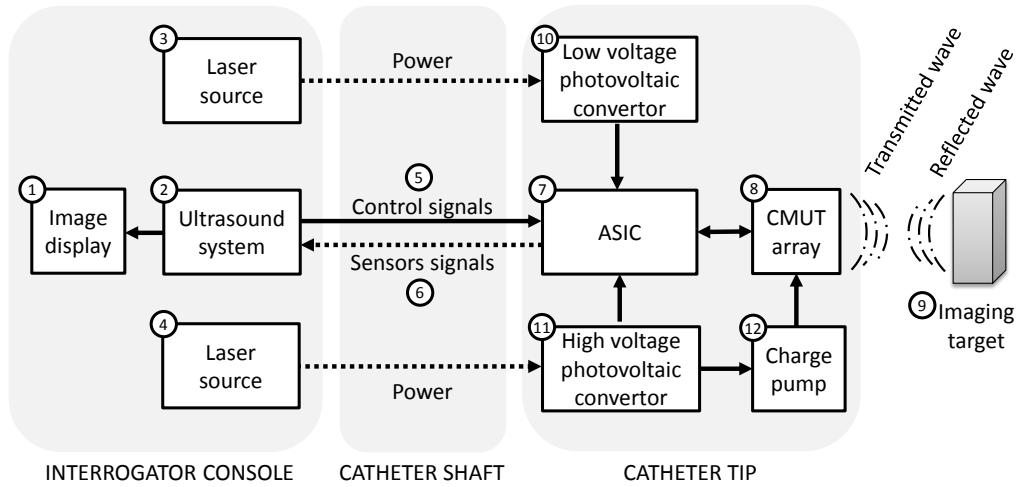 3
Laser
source
Power
10
Low voltage
photovoltaic
convertor
Transmitted wave
Reflected wave
1
Image
display
2
Ultrasound
system
5
Control signals
Sensors signals
6
7
ASIC
8
CMUT
array
9
Imaging
target
4
Laser
source
Power
11
High voltage
photovoltaic
convertor
12
Charge
pump
INTERROGATOR CONSOLE
CATHETER SHAFT
CATHETER TIP